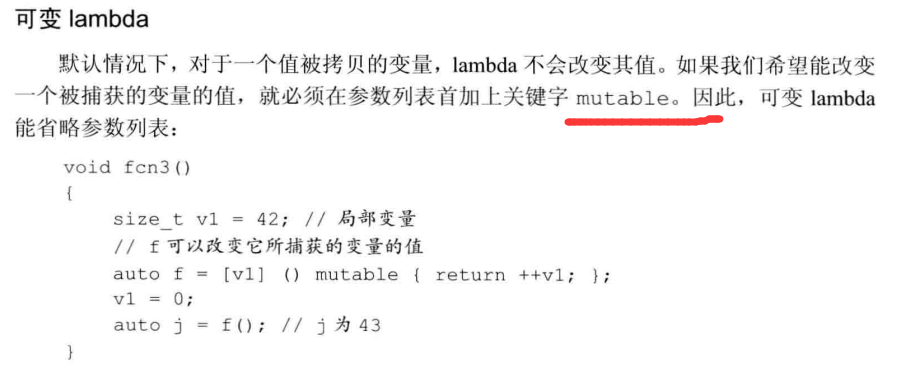 可变 lambda
默认情况下，对于一个值被拷贝的变量，lambda 不会改变其值。如果我们希望能改变
一个被捕获的变量的值，就必须在参数列表首加上关键字 mutable。因此，可变 lambda
能省略参数列表：
void fcn3()
{
size_t v1 = 42; // 局部变量
// f 可以改变它所捕获的变量的值
auto f = [v1] () mutable { return ++v1; };
v1 = 0;
auto j = f(); // j 为 43
}